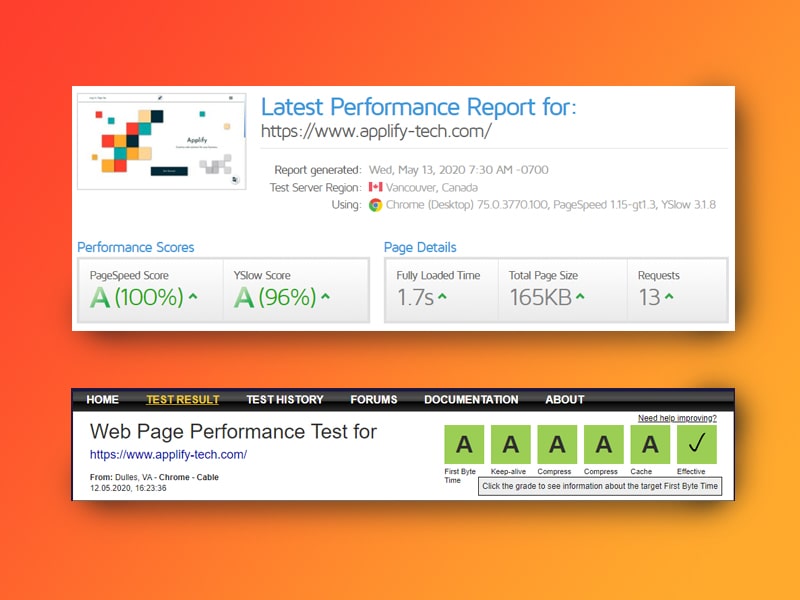 Applify
Latest Performance Report for:
https://www.applify-tech.com/
Report generated: Wed, May 13, 2020 7:30 AM -0700
Test Server Region: Vancouver, Canada
Using: Chrome (Desktop) 75.0.3770.100, PageSpeed 1.15-gt1.3, YSlow 3.1.8
Performance Scores
Page Details
PageSpeed Score
YSlow Score
Fully Loaded Time
Total Page Size
Requests
A (100%)
A (96%)
1.7s
165KB
13
HOME TEST RESULT TEST HISTORY FORUMS DOCUMENTATION ABOUT
Need help improving?
Web Page Performance Test for
https://www.applify-tech.com/
From: Dulles, VA - Chrome - Cable
12.05.2020, 16:23:36
A A A A A ✓
First Byte
Time
Keep-alive
Compress
Compress
Cache
Effective
Click the grade to see information about the target First Byte Time